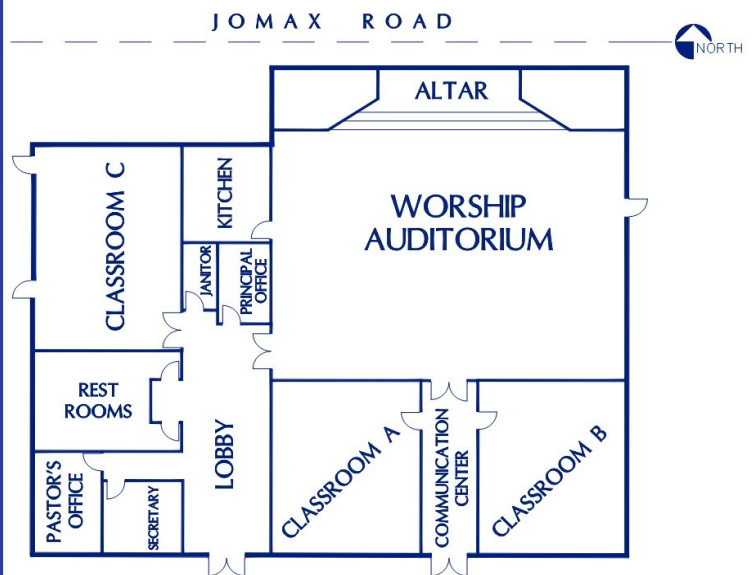 JOMAX ROAD
NORTH
ALTAR
WORSHIP
AUDITORIUM
CLASSROOM C
KITCHEN
JANITOR
PRINCIPAL
OFFICE
REST
ROOMS
LOBBY
PASTOR'S
OFFICE
SECRETARY
CLASSROOM A
COMMUNICATION
CENTER
CLASSROOM B